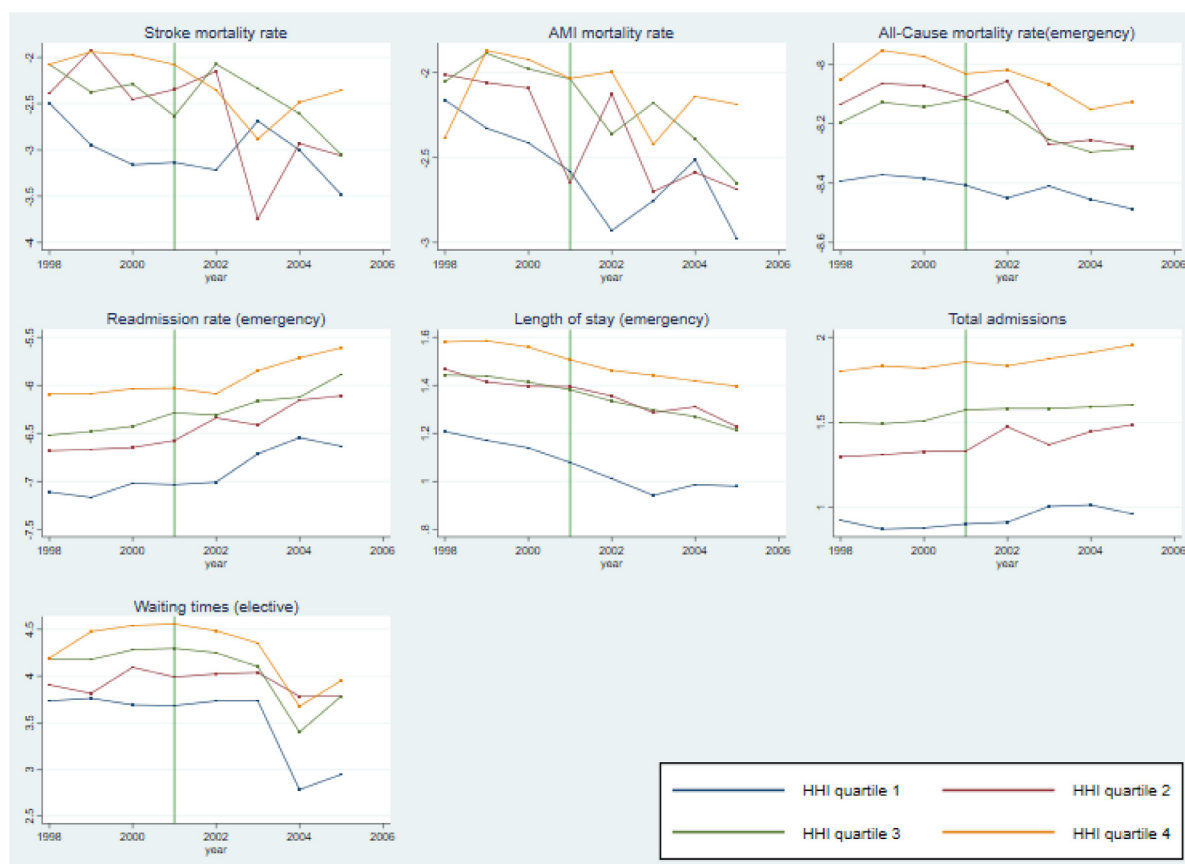 Stroke mortality rate
-2
-2.5
-3
-3.5
-4
1998 2000 2002 2004 2006
year
AMI mortality rate
-2
-2.5
-3
1998 2000 2002 2004 2006
year
All-Cause mortality rate(emergency)
-8
-8.2
-8.4
-8.6
1998 2000 2002 2004 2006
year
Readmission rate (emergency)
-5.5
-6
-6.5
-7
-7.5
1998 2000 2002 2004 2006
year
Length of stay (emergency)
1.6
1.4
1.2
1
.8
1998 2000 2002 2004 2006
year
Total admissions
2
1.5
1
1998 2000 2002 2004 2006
year
Waiting times (elective)
4.5
4
3.5
3
2.5
1998 2000 2002 2004 2006
year
HHI quartile 1 HHI quartile 2
HHI quartile 3 HHI quartile 4